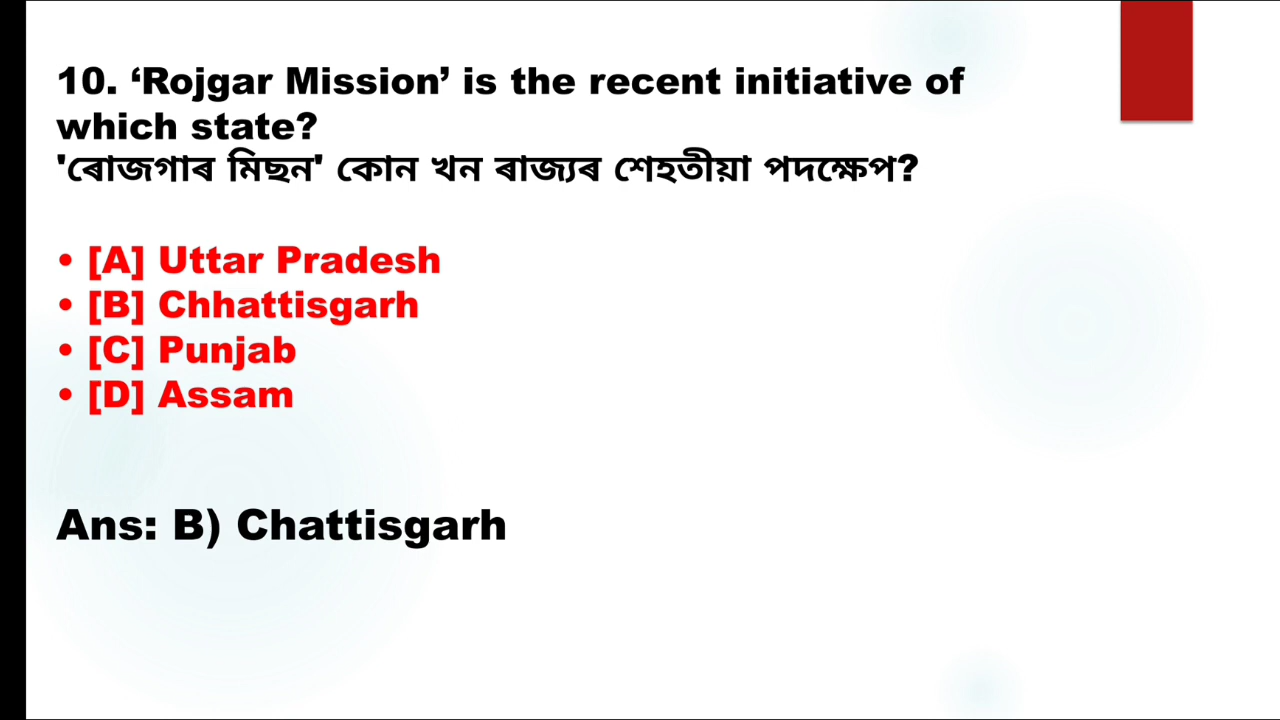 10. ‘Rojgar Mission’ is the recent initiative of
which state?
'ৰোজগাৰ মিছন' কোন খন ৰাজ্যৰ শেহতীয়া পদক্ষেপ?
• [A] Uttar Pradesh
• [B] Chhattisgarh
• [C] Punjab
• [D] Assam
Ans: B) Chattisgarh